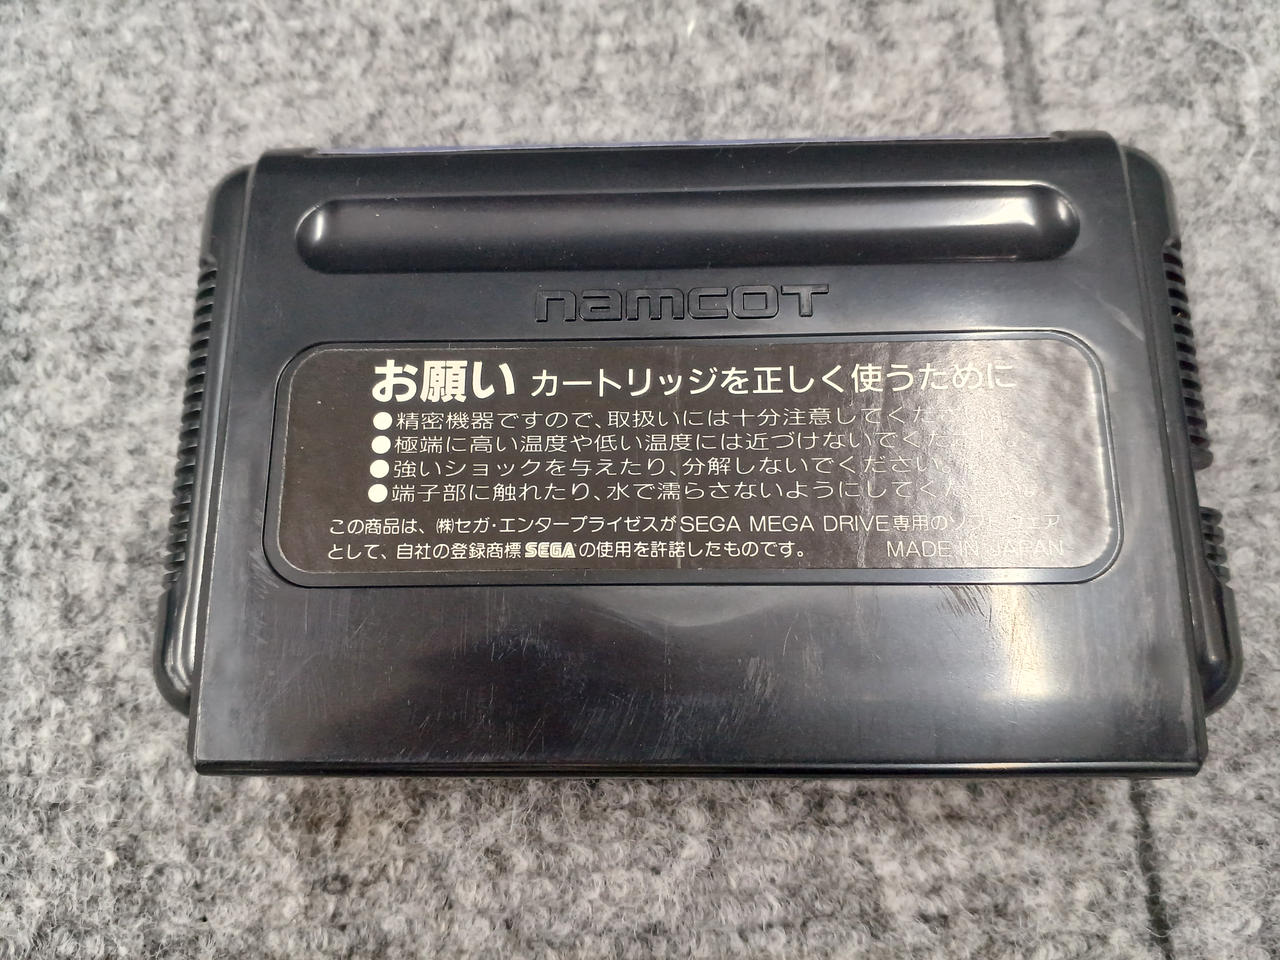 namcot
お願い カートリッジを正しく使うために
●精密機器ですので、取扱いには十分注意してください。
●極端に高い温度や低い温度には近づけないでください。
●強いショックを与えたり、分解しないでください。
●端子部に触れたり、水で濡らさないようにしてください。
この商品は、㈱セガ・エンタープライゼスがSEGA MEGA DRIVE専用のソフトウェア
として、自社の登録商標SEGAの使用を許諾したものです。 MADE IN JAPAN